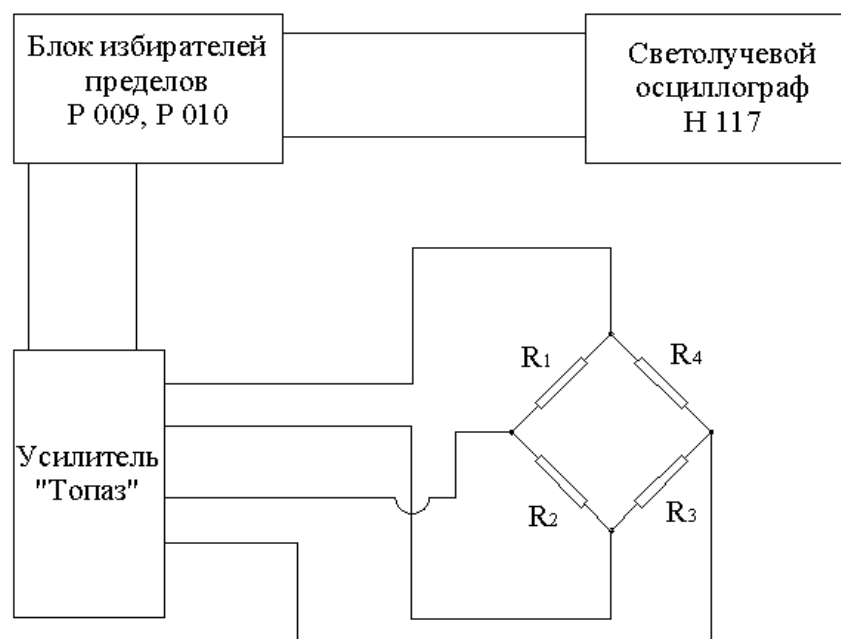 Блок избирателей
пределов
Р 009, Р 010
Светолучевой
осциллограф
Н 117
Усилитель
"Топаз"
R1
R4
R2
R3